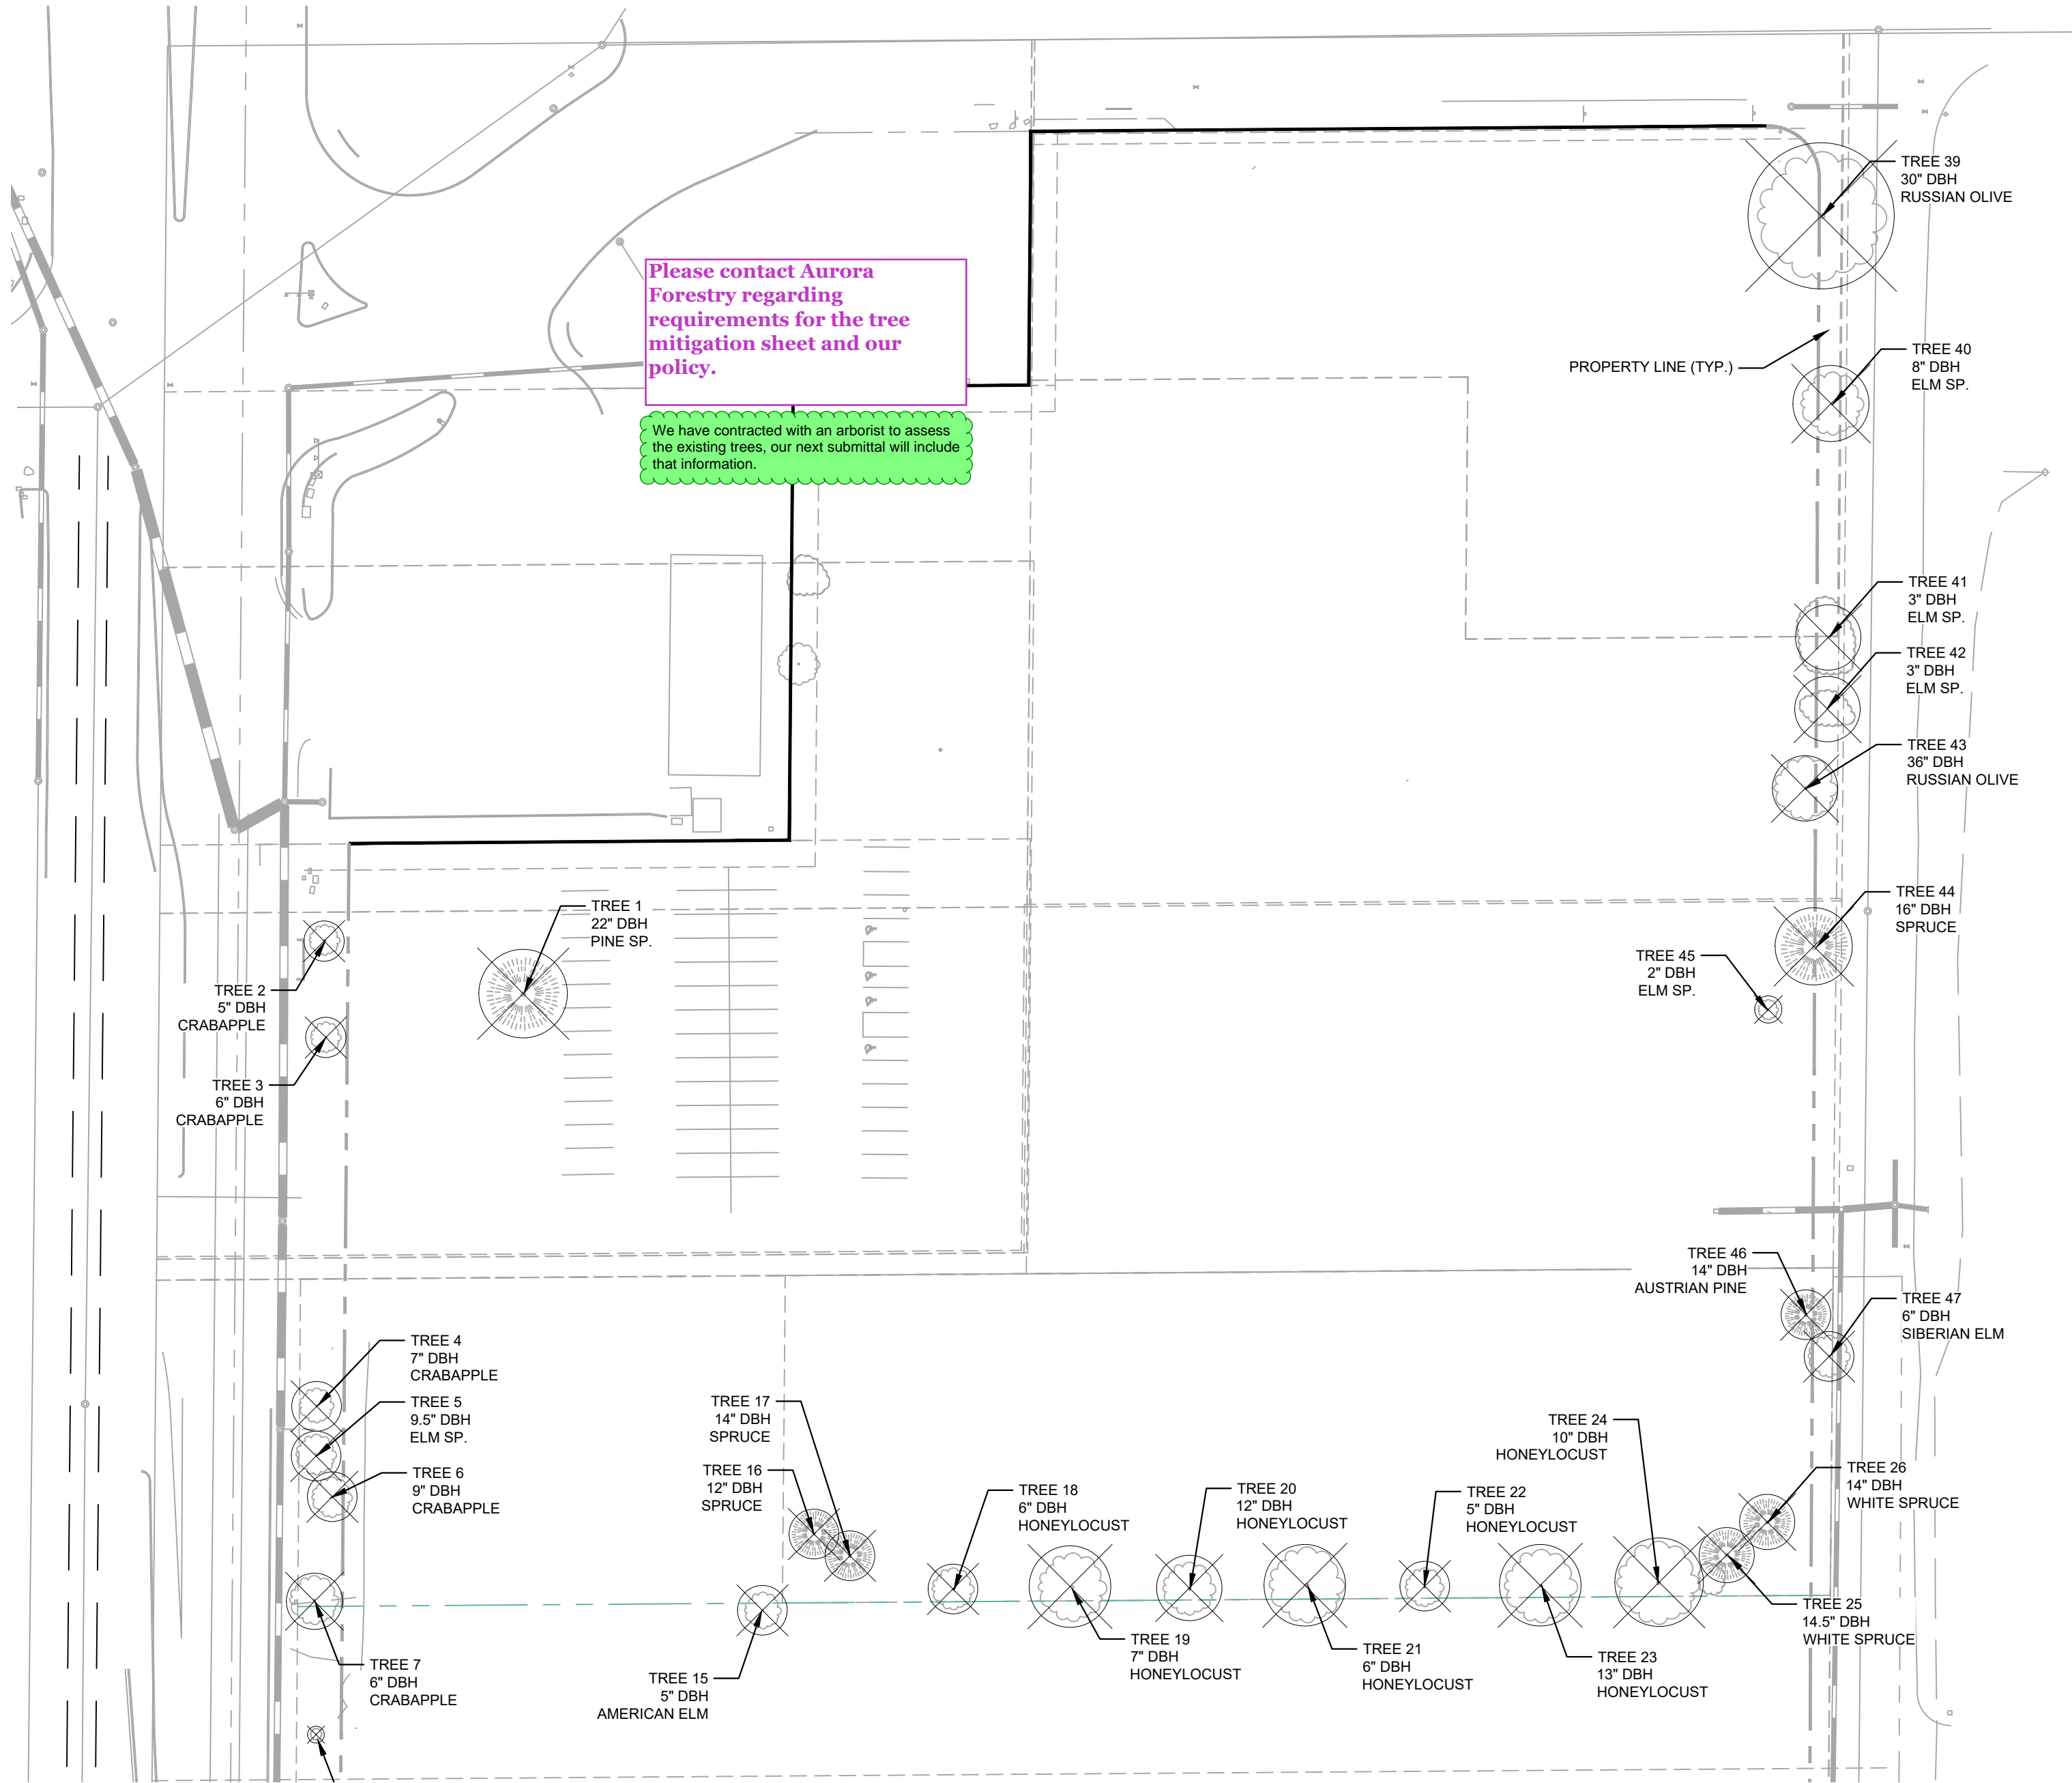 TREE 39
30" DBH
RUSSIAN OLIVE
Please contact Aurora
Forestry regarding
requirements for the tree
mitigation sheet and our
policy.
PROPERTY LINE (TYP.)
TREE 40
8" DBH
ELM SP.
We have contracted with an arborist to assess
the existing trees, our next submittal will include
that information.
TREE 41
3" DBH
ELM SP.
TREE 42
3" DBH
ELM SP.
TREE 43
36" DBH
RUSSIAN OLIVE
TREE 1
22" DBH
PINE SP.
TREE 44
16" DBH
SPRUCE
TREE 45
2" DBH
ELM SP.
TREE 2
5" DBH
CRABAPPLE
TREE 3
6" DBH
CRABAPPLE
TREE 46
14" DBH
AUSTRIAN PINE
TREE 47
6" DBH
SIBERIAN ELM
TREE 4
7" DBH
CRABAPPLE
TREE 5
9.5" DBH
ELM SP.
TREE 6
9" DBH
CRABAPPLE
TREE 17
14" DBH
SPRUCE
TREE 16
12" DBH
SPRUCE
TREE 18
6" DBH
HONEYLOCUST
TREE 20
12" DBH
HONEYLOCUST
TREE 22
5" DBH
HONEYLOCUST
TREE 24
10" DBH
HONEYLOCUST
TREE 26
14" DBH
WHITE SPRUCE
TREE 25
14.5" DBH
WHITE SPRUCE
TREE 7
6" DBH
CRABAPPLE
TREE 15
5" DBH
AMERICAN ELM
TREE 19
7" DBH
HONEYLOCUST
TREE 21
6" DBH
HONEYLOCUST
TREE 23
13" DBH
HONEYLOCUST